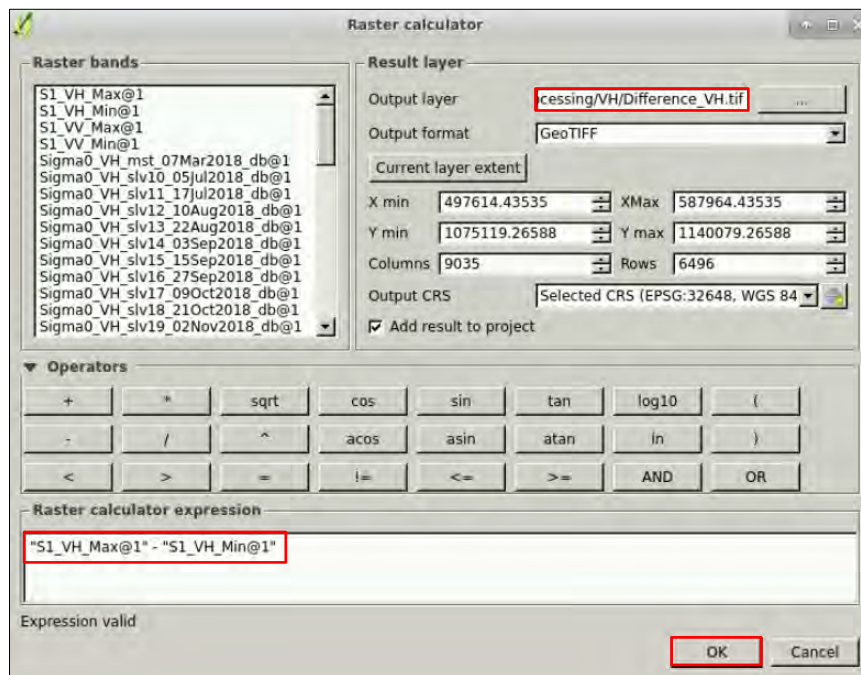 Raster calculator
Raster bands
S1_VH_Max@1
S1_VH_Min@1
S1_VV_Max@1
S1_VV_Min@1
Sigma0_VH_mst_07Mar2018_db@1
Sigma0_VH_slv10_05Jul2018_db@1
Sigma0_VH_slv11_17Jul2018_db@1
Sigma0_VH_slv12_10Aug2018_db@1
Sigma0_VH_slv13_22Aug2018_db@1
Sigma0_VH_slv14_03Sep2018_db@1
Sigma0_VH_slv15_15Sep2018_db@1
Sigma0_VH_slv16_27Sep2018_db@1
Sigma0_VH_slv17_09Oct2018_db@1
Sigma0_VH_slv18_21Oct2018_db@1
Sigma0_VH_slv19_02Nov2018_db@1
Result layer
Output layer cessing/VH/Difference_VH.tif ...
Output format GeoTIFF
Current layer extent
X min 497614.43535 XMax 587964.43535
Y min 1075119.26588 Y max 1140079.26588
Columns 9035 Rows 6496
Output CRS Selected CRS (EPSG:32648, WGS 84
Add result to project
Operators
+ * sqrt cos sin tan log10 (
- / ^ acos asin atan ln )
< > = != <= >= AND OR
Raster calculator expression
"S1_VH_Max@1" - "S1_VH_Min@1"
Expression valid
OK Cancel